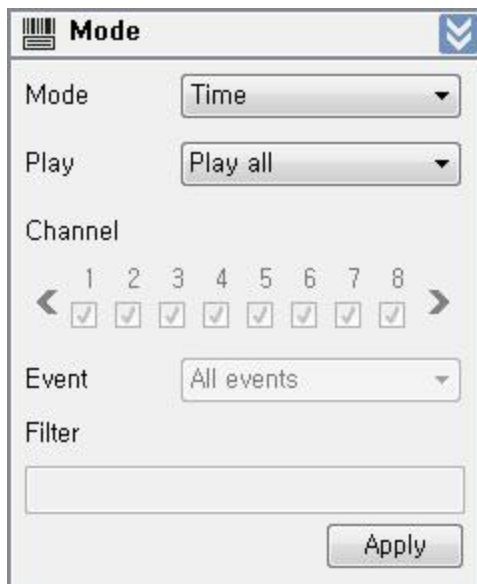 Mode
Mode Time
Play Play all
Channel
1 2 3 4 5 6 7 8
Event All events
Filter
Apply